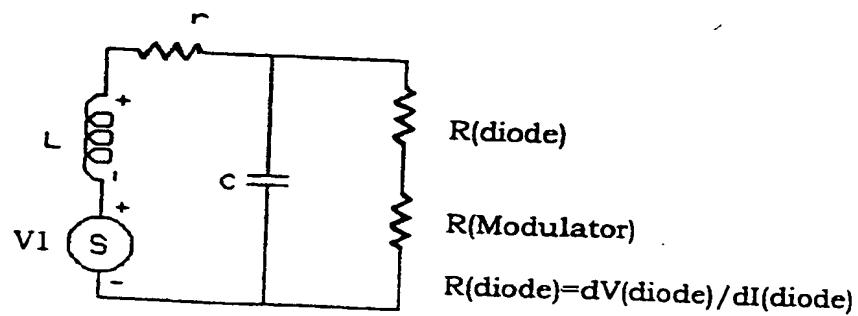 r
+
L
-
+
V1
S
-
C
R(diode)
R(Modulator)
R(diode)=dV(diode)/dI(diode)